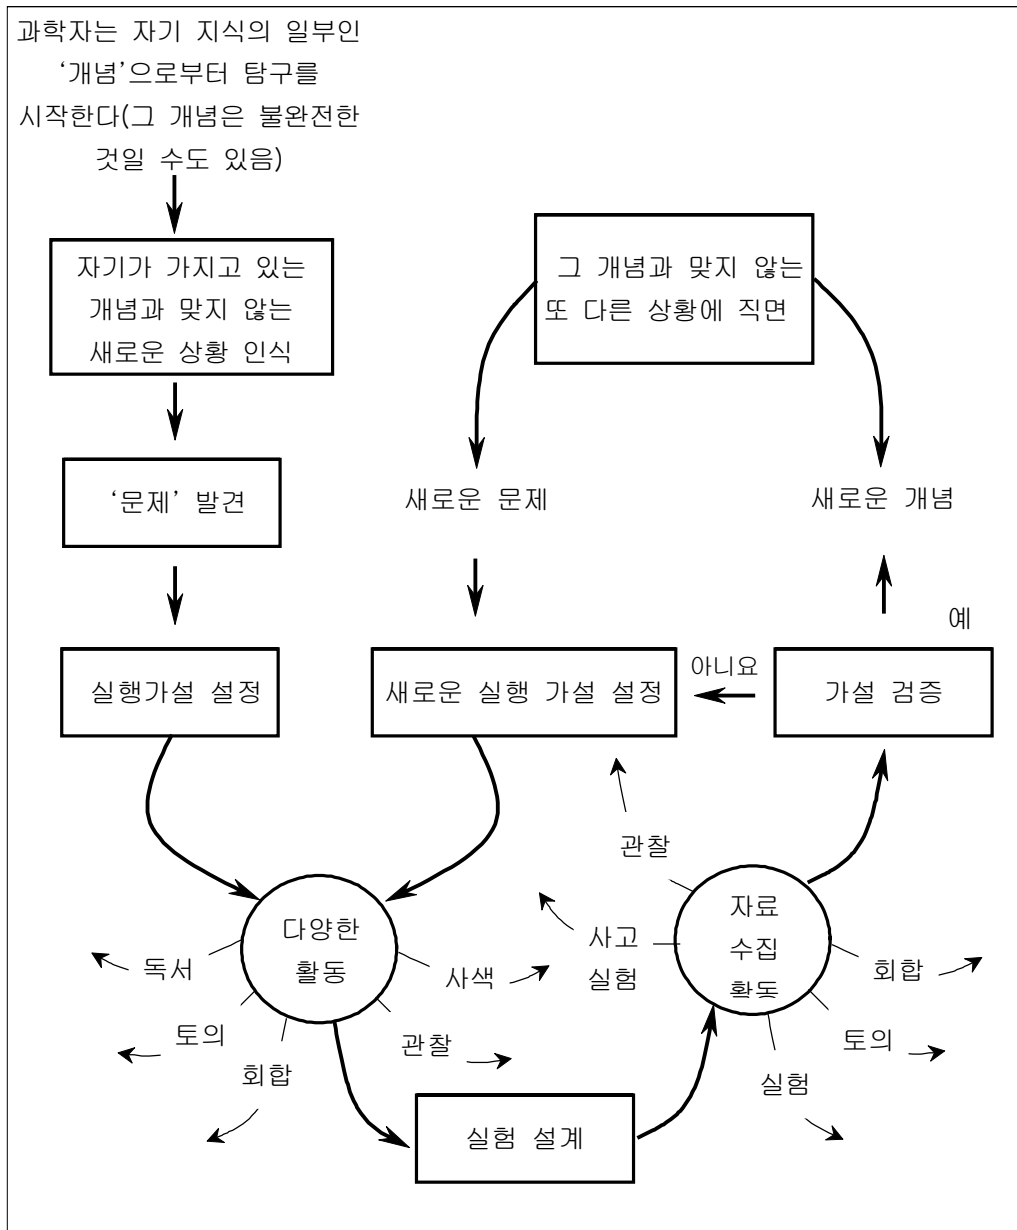 과학자는 자기 지식의 일부인
‘개념’으로부터 탐구를
시작한다(그 개념은 불완전한
것일 수도 있음)
자기가 가지고 있는
개념과 맞지 않는
새로운 상황 인식
그 개념과 맞지 않는
또 다른 상황에 직면
‘문제’ 발견
새로운 문제
새로운 개념
예
실행가설 설정
새로운 실행 가설 설정
아니요
가설 검증
관찰
다양한
활동
독서
토의
회합
사색
관찰
사고
실험
자료
수집
활동
회합
토의
실험
실험 설계